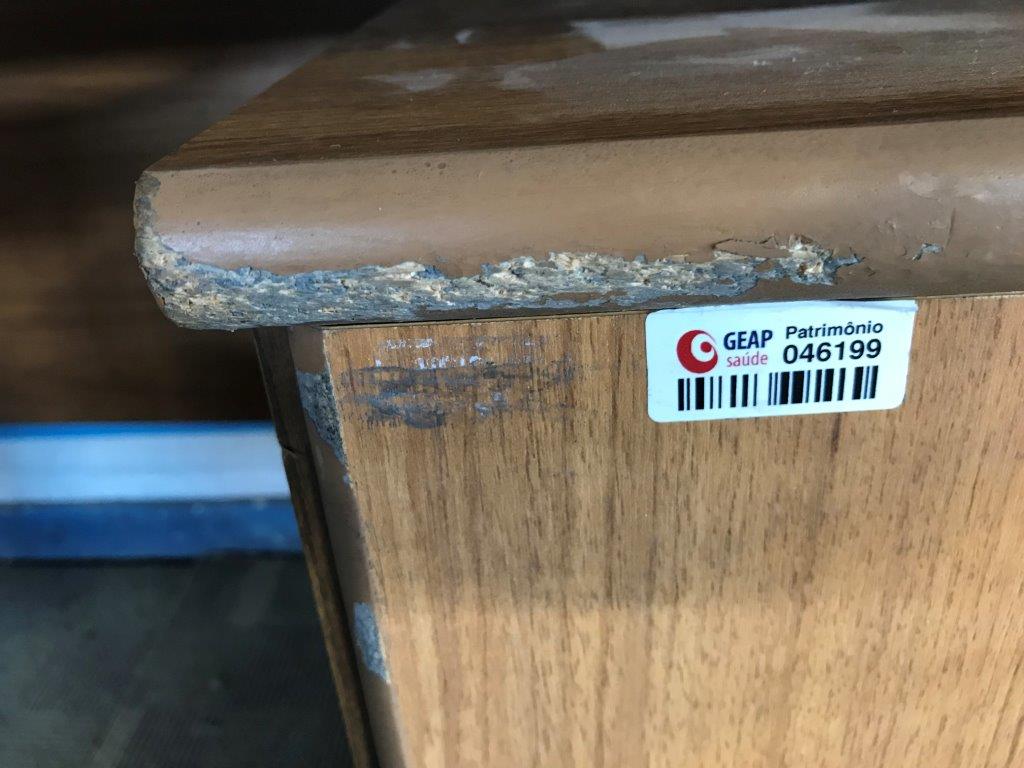 GEAP
saúde
Patrimônio
046199